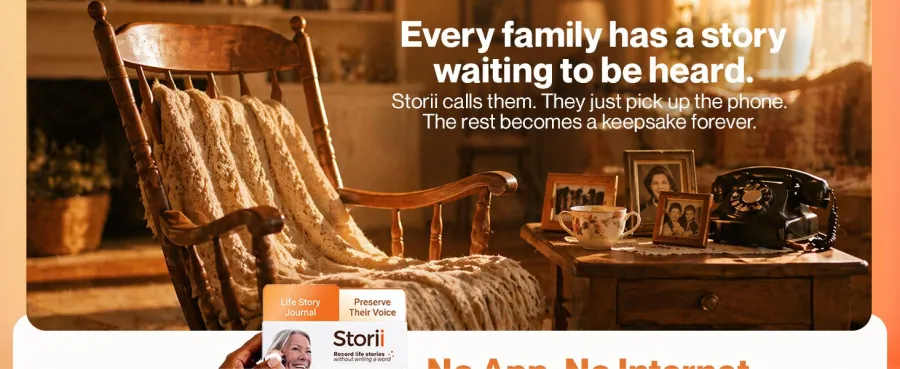 Every family has a story
waiting to be heard.
Storii calls them. They just pick up the phone.
The rest becomes a keepsake forever.
Life Story
Journal
Preserve
Their Voice
Storii
Record life stories
without writing a word
No App. No Internet